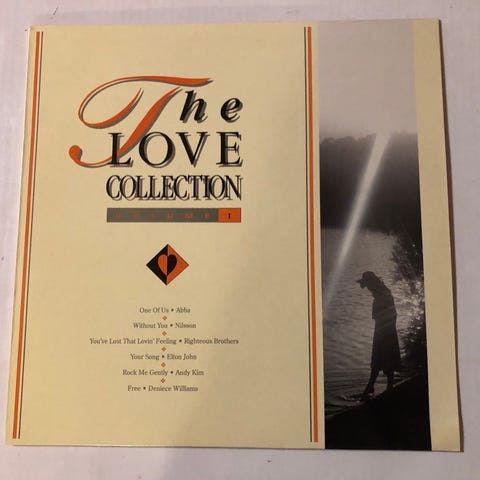 The
LOVE
COLLECTION
VOLUME I
One Of Us • Abba
Without You • Nilsson
You've Lost That Lovin' Feeling • Righteous Brothers
Your Song • Elton John
Rock Me Gently • Andy Kim
Free • Deniece Williams